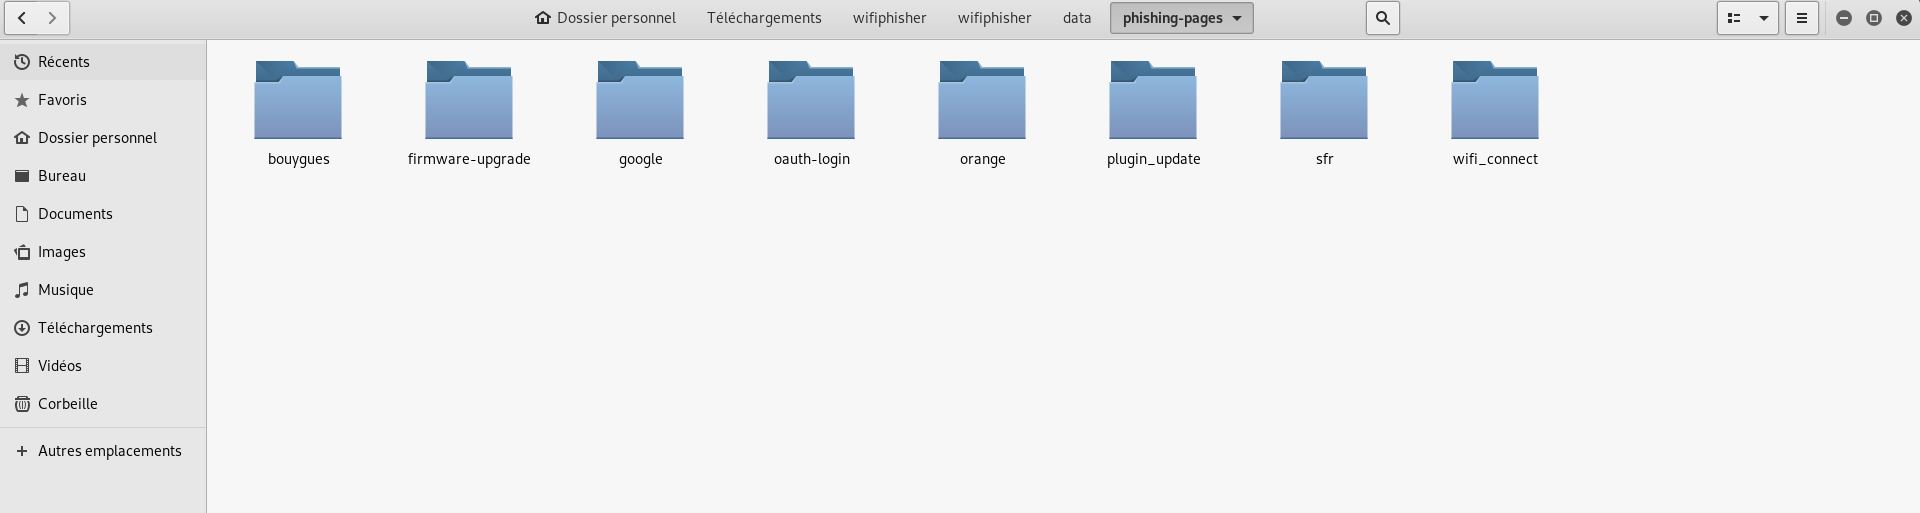 Dossier personnel Téléchargements wifiphisher wifiphisher data phishing-pages
Récents
Favoris
Dossier personnel
Bureau
Documents
Images
Musique
Téléchargements
Vidéos
Corbeille
Autres emplacements
bouygues firmware-upgrade google oauth-login orange plugin_update sfr wifi_connect